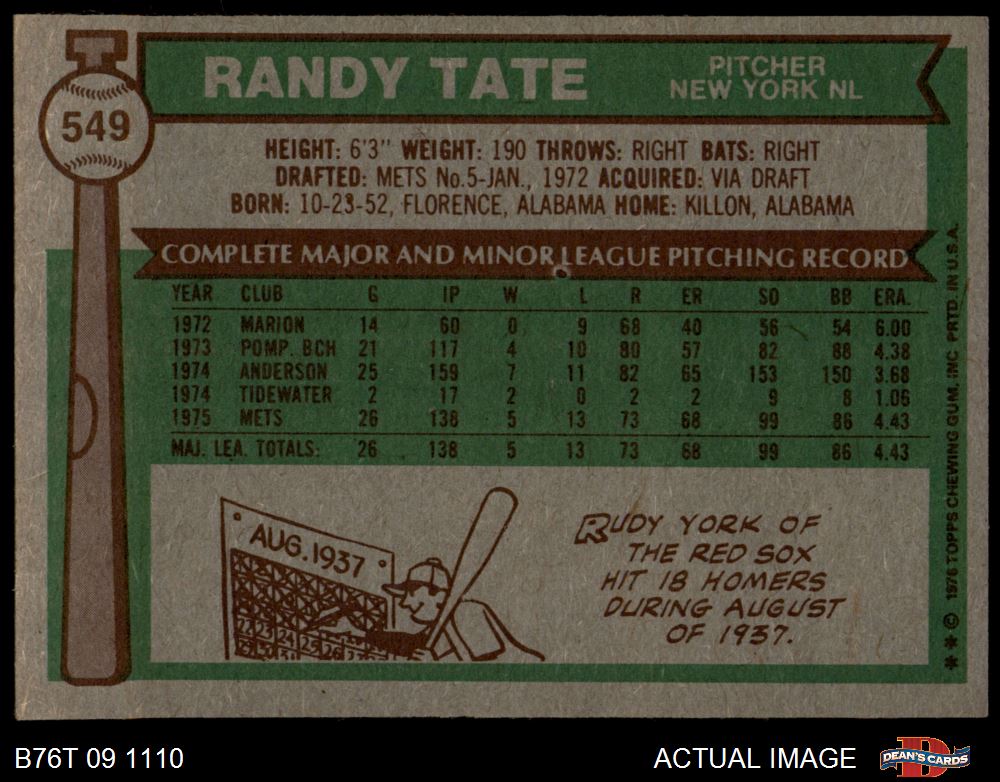 T
549
RANDY TATE
PITCHER
NEW YORK NL
HEIGHT: 6'3" WEIGHT: 190 THROWS: RIGHT BATS: RIGHT
DRAFTED: METS No.5-JAN., 1972 ACQUIRED: VIA DRAFT
BORN: 10-23-52, FLORENCE, ALABAMA HOME: KILLON, ALABAMA
COMPLETE MAJOR AND MINOR LEAGUE PITCHING RECORD
YEAR CLUB G IP W L R ER SO BB ERA.
1972 MARION 14 60 0 9 68 40 56 54 6.00
1973 POMP. BCH 21 117 4 10 80 57 82 88 4.38
1974 ANDERSON 25 159 7 11 82 65 153 150 3.68
1974 TIDEWATER 2 17 2 0 2 2 9 8 1.06
1975 METS 26 138 5 13 73 68 99 86 4.43
MAJ. LEA. TOTALS: 26 138 5 13 73 68 99 86 4.43
AUG. 1937
RUDY YORK OF
THE RED SOX
HIT 18 HOMERS
DURING AUGUST
OF 1937.
** © 1976 TOPPS CHEWING GUM, INC PRTD. IN U.S.A.
B76T 09 1110
ACTUAL IMAGE
DEAN'S CARDS